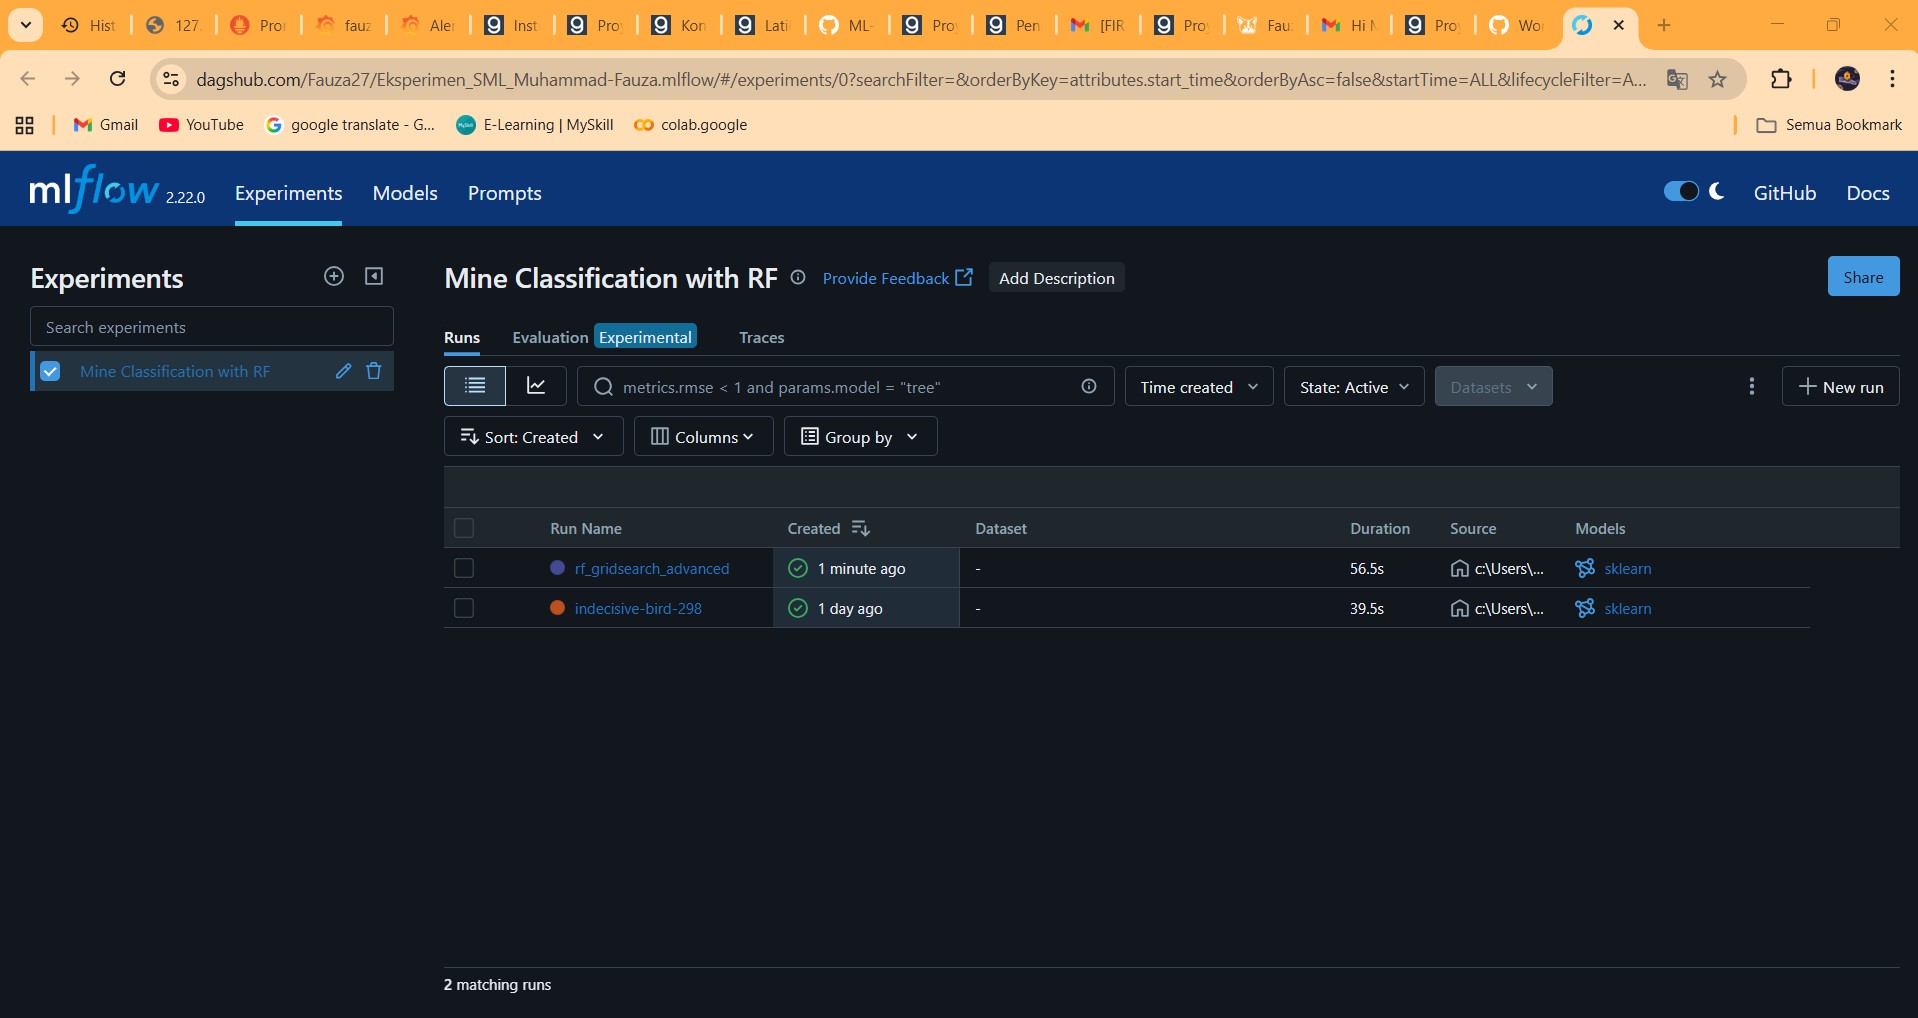 Hist 127. Pro fauz Aler Inst Pro Kon Lati ML- Pro Pen [FIR Pro Fau Hi M Pro Wo
dagshub.com/Fauza27/Eksperimen_SML_Muhammad-Fauza.mlflow/#/experiments/0?searchFilter=&orderByKey=attributes.start_time&orderByAsc=false&startTime=ALL&lifecycleFilter=A...
Gmail YouTube google translate - G... E-Learning | MySkill colab.google Semua Bookmark
mlflow 2.22.0 Experiments Models Prompts GitHub Docs
Experiments
Search experiments
Mine Classification with RF
Mine Classification with RF Provide Feedback Add Description Share
Runs Evaluation Experimental Traces
metrics.rmse < 1 and params.model = "tree" Time created State: Active Datasets New run
Sort: Created Columns Group by
Run Name Created Dataset Duration Source Models
rf_gridsearch_advanced 1 minute ago - 56.5s c:\Users\... sklearn
indecisive-bird-298 1 day ago - 39.5s c:\Users\... sklearn
2 matching runs